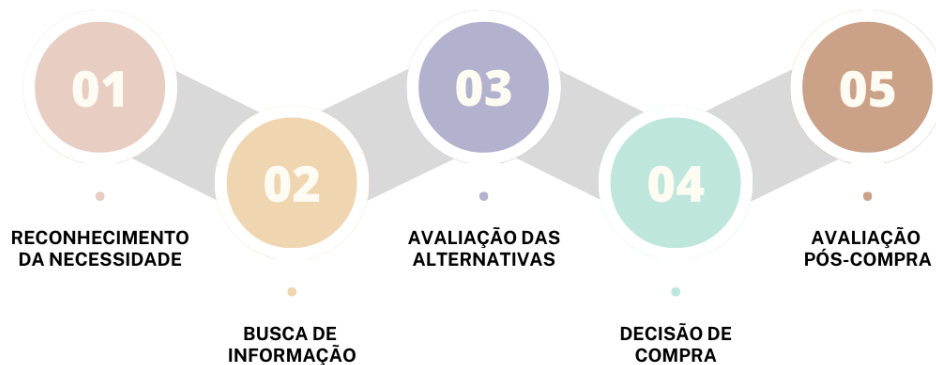 01
RECONHECIMENTO
DA NECESSIDADE
02
BUSCA DE
INFORMAÇÃO
03
AVALIAÇÃO DAS
ALTERNATIVAS
04
DECISÃO DE
COMPRA
05
AVALIAÇÃO
PÓS-COMPRA